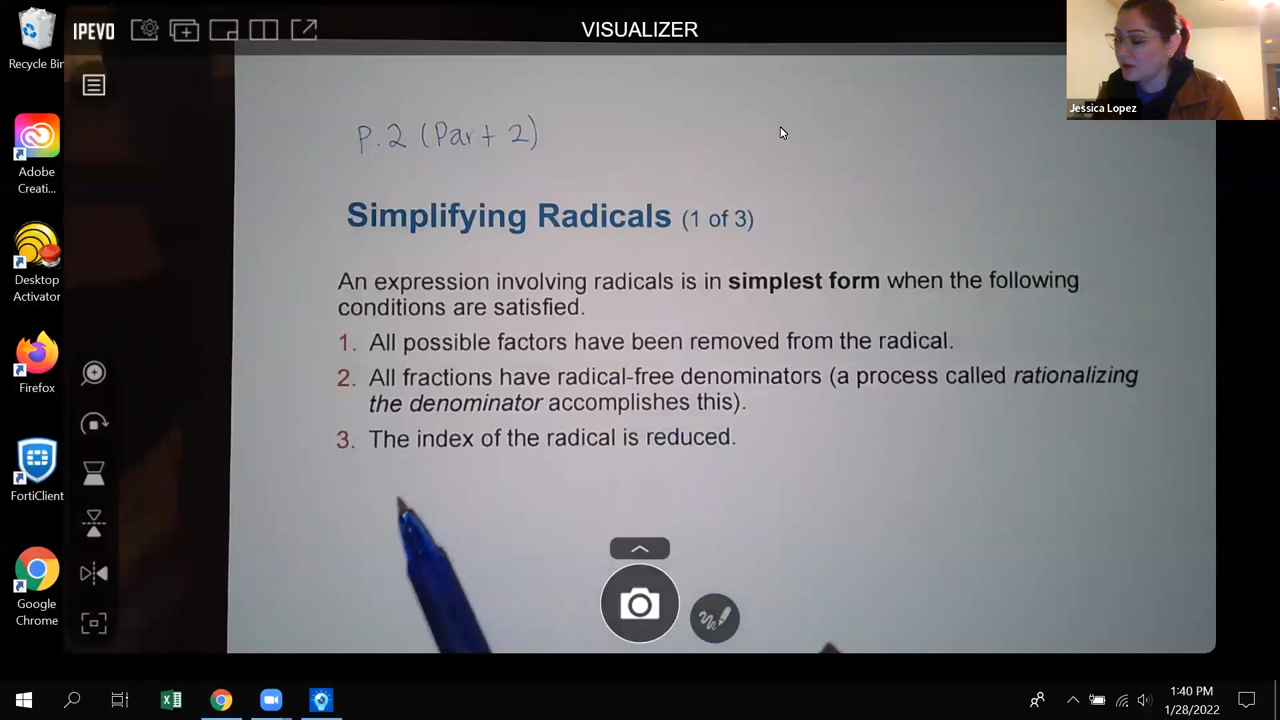 Recycle Bin
IPEVO
VISUALIZER
Jessica Lopez
Adobe
Creati...
Desktop
Activator
Firefox
FortiClient
Google
Chrome
P.2 (Part 2)
Simplifying Radicals (1 of 3)
An expression involving radicals is in simplest form when the following
conditions are satisfied.
1. All possible factors have been removed from the radical.
2. All fractions have radical-free denominators (a process called rationalizing
the denominator accomplishes this).
3. The index of the radical is reduced.
1:40 PM
1/28/2022